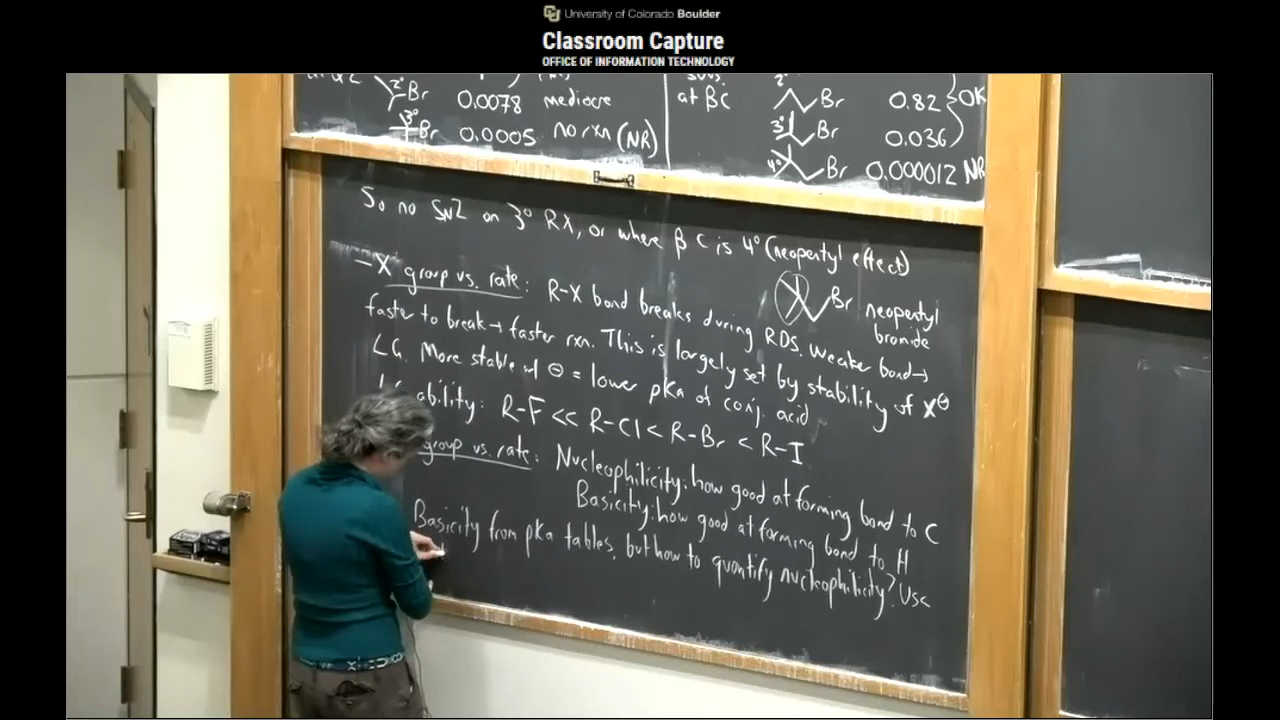 University of Colorado Boulder
Classroom Capture
OFFICE OF INFORMATION TECHNOLOGY
2° Br 0.0078 mediocre
3° Br 0.0005 no rxn (NR)
at βC
2° Br 0.82 } OK
3° Br 0.036
4° Br 0.000012 NR
So no SN2 on 3° RX, or where β C is 4° (neopentyl effect)
-X group vs. rate: R-X bond breaks during RDS. Weaker bond→
Br neopentyl
bromide
faster to break → faster rxn. This is largely set by stability of X⊖
LG. More stable w/ ⊖ = lower pKa of conj. acid
ability: R-F << R-Cl < R-Br < R-I
group vs. rate: Nucleophilicity: how good at forming bond to C
Basicity: how good at forming bond to H
Basicity from pKa tables, but how to quantify nucleophilicity? Use